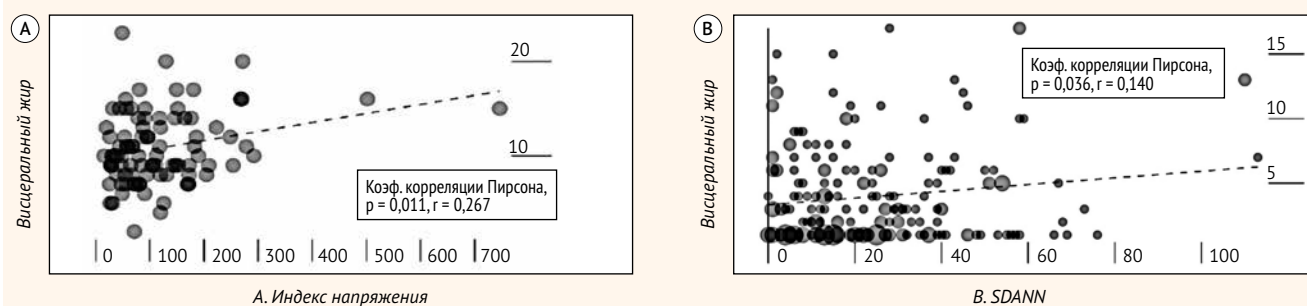 A
Висцеральный жир
20
10
Коэф. корреляции Пирсона,
p = 0,011, r = 0,267
0 100 200 300 400 500 600 700
А. Индекс напряжения
B
Висцеральный жир
15
10
5
Коэф. корреляции Пирсона,
p = 0,036, r = 0,140
0 20 40 60 80 100
В. SDANN